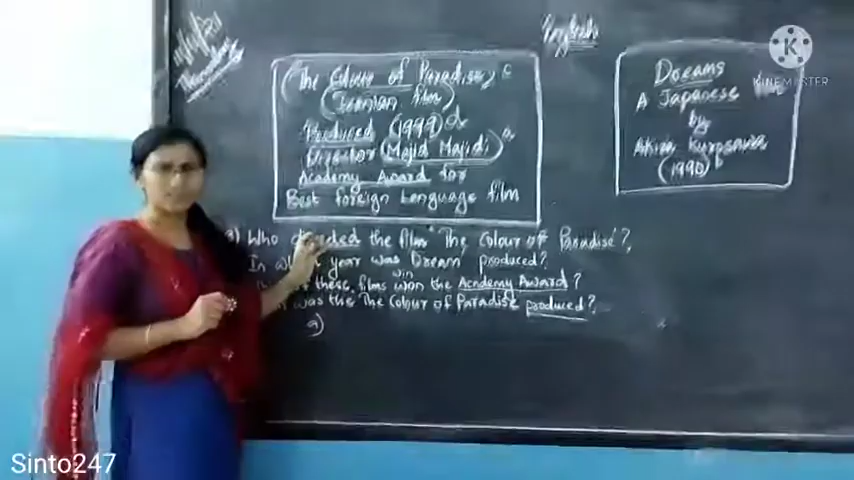 English
The Colour of Paradise
(Iranian film)
Produced (1999)
Director (Majid Majidi)
Academy Award for
Best foreign Language film
Dreams
A Japanese
by
Akira Kurosawa
(1990) b
Who the film "The Colour of Paradise"?
In year was Dream produced?
these films won the Academy Award?
win
was the The Colour of Paradise produced?
a)
K
KINEMASTER
Sinto247